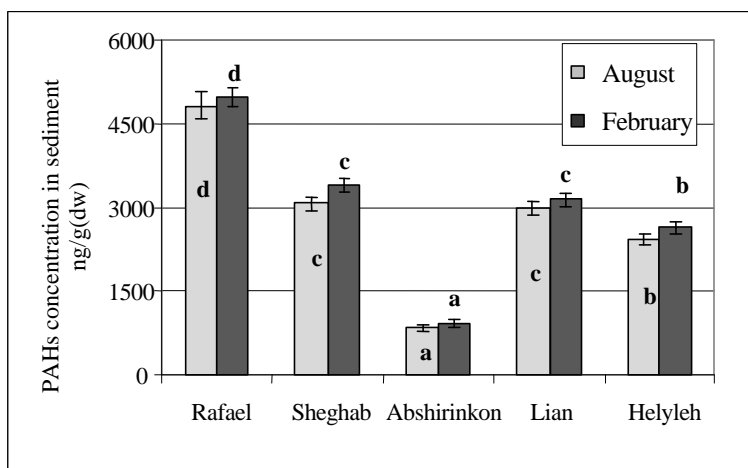 PAHs concentration in sediment
ng/g(dw)
6000
4500
3000
1500
0
August
February
d
d
c
c
a
a
c
c
b
b
Rafael
Sheghab
Abshirinkon
Lian
Helyleh